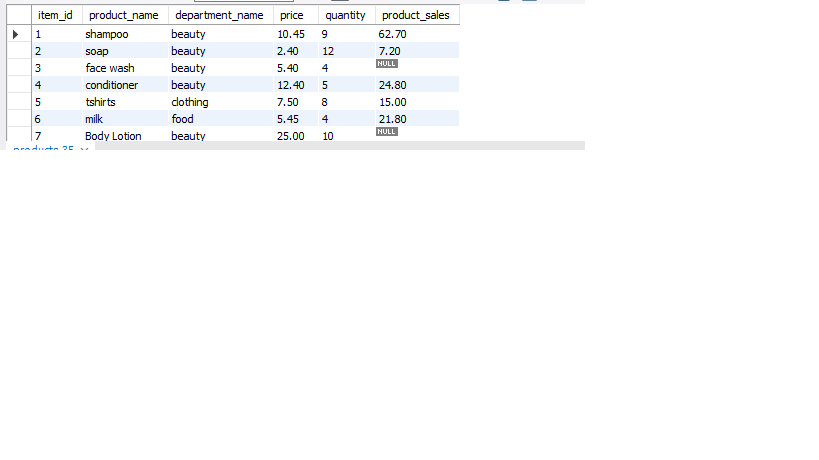 item_id product_name department_name price quantity product_sales
1 shampoo beauty 10.45 9 62.70
2 soap beauty 2.40 12 7.20
3 face wash beauty 5.40 4 NULL
4 conditioner beauty 12.40 5 24.80
5 tshirts clothing 7.50 8 15.00
6 milk food 5.45 4 21.80
7 Body Lotion beauty 25.00 10 NULL
products 35